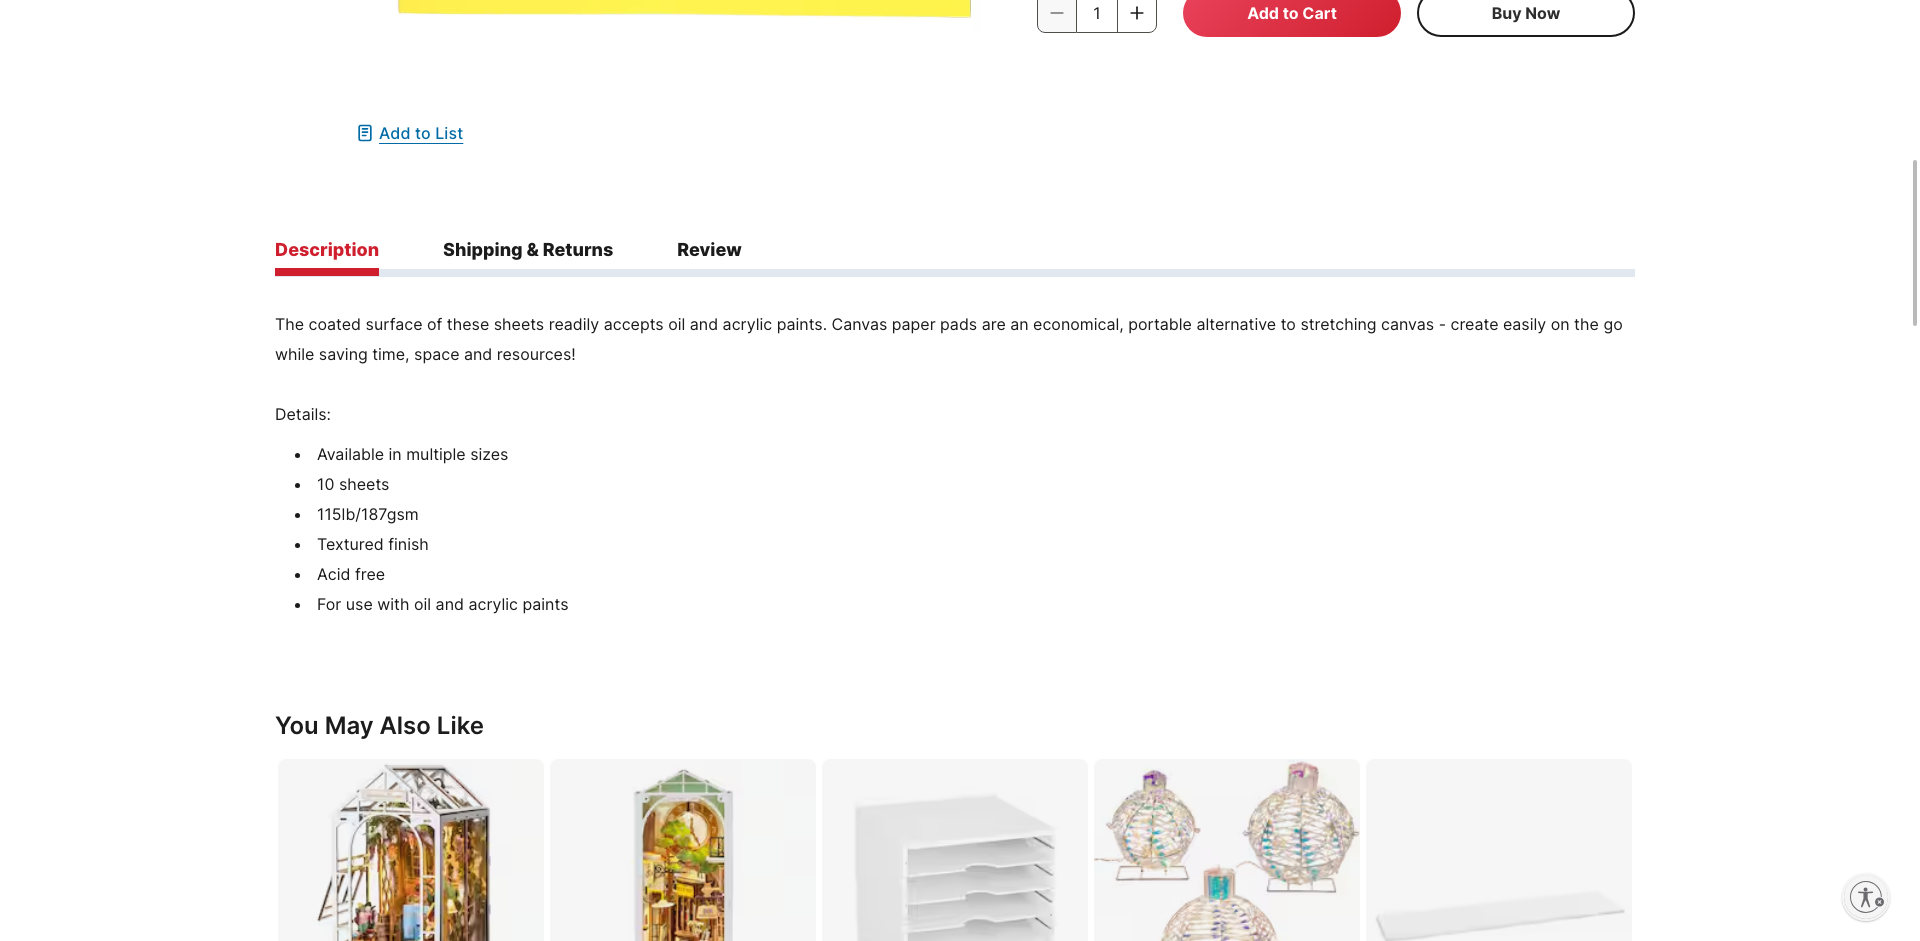 1
Add to Cart
Buy Now
Add to List
Description
Shipping & Returns
Review
The coated surface of these sheets readily accepts oil and acrylic paints. Canvas paper pads are an economical, portable alternative to stretching canvas - create easily on the go
while saving time, space and resources!
Details:
Available in multiple sizes
10 sheets
115lb/187gsm
Textured finish
Acid free
For use with oil and acrylic paints
You May Also Like